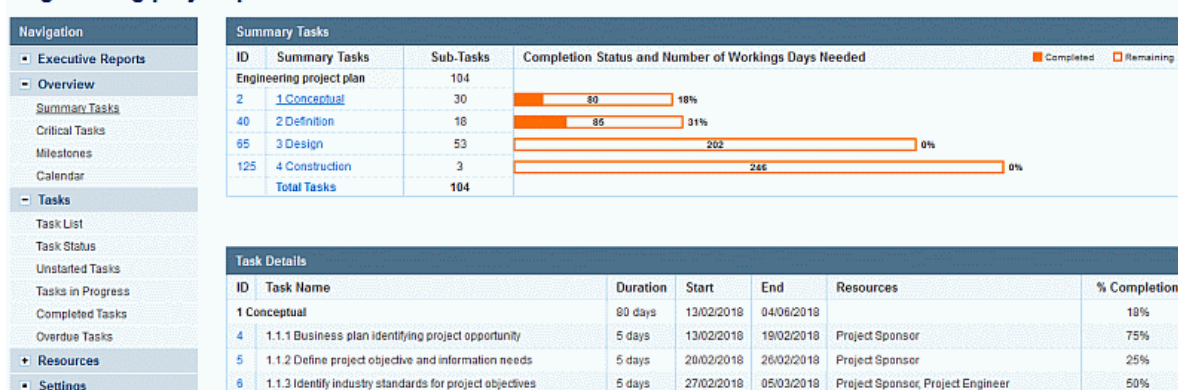 Navigation
Executive Reports
Overview
Summary Tasks
Critical Tasks
Milestones
Calendar
Tasks
Task List
Task Status
Unstarted Tasks
Tasks in Progress
Completed Tasks
Overdue Tasks
Resources
Settings
Summary Tasks
ID Summary Tasks Sub-Tasks Completion Status and Number of Workings Days Needed Completed Remaining
Engineering project plan 104
2 1 Conceptual 30 80 18%
40 2 Definition 18 85 31%
65 3 Design 53 202 0%
125 4 Construction 3 246 0%
Total Tasks 104
Task Details
ID Task Name Duration Start End Resources % Completion
1 Conceptual 80 days 13/02/2018 04/06/2018 18%
4 1.1.1 Business plan identifying project opportunity 5 days 13/02/2018 19/02/2018 Project Sponsor 75%
5 1.1.2 Define project objective and information needs 5 days 20/02/2018 26/02/2018 Project Sponsor 25%
6 1.1.3 Identify industry standards for project objectives 5 days 27/02/2018 05/03/2018 Project Sponsor, Project Engineer 50%